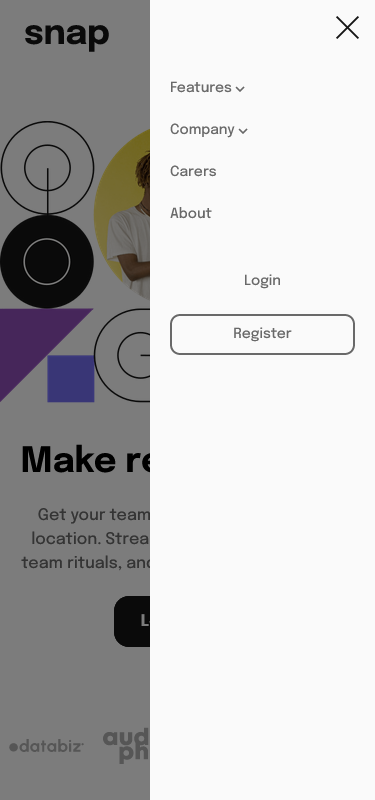 snap
Features
Company
Carers
About
Login
Register
Make re
Get your team
location. Strea
team rituals, and
L
databiz
aud
ph